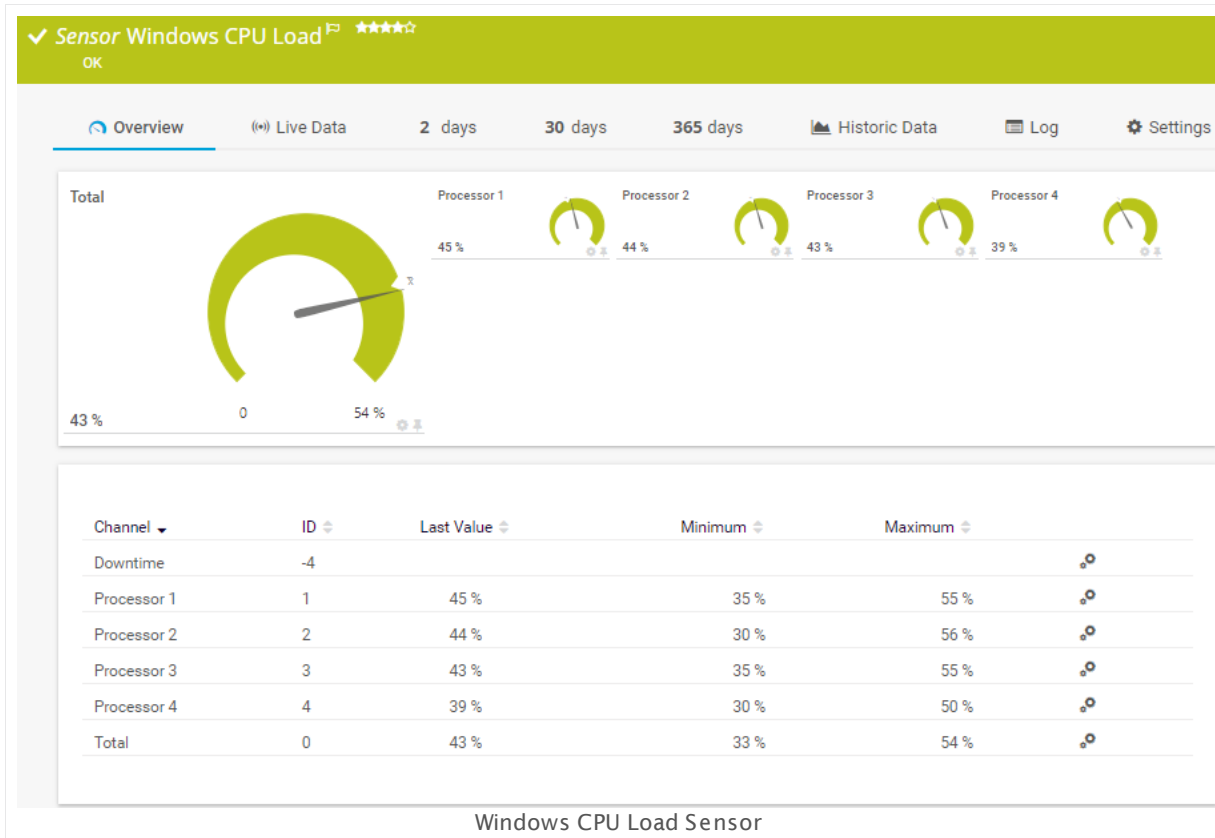 Sensor Windows CPU Load
OK
Overview
Live Data
2 days
30 days
365 days
Historic Data
Log
Settings
Total
43 %
0
54 %
Processor 1
45 %
Processor 2
44 %
Processor 3
43 %
Processor 4
39 %
Channel ID Last Value Minimum Maximum
Downtime -4
Processor 1 1 45 % 35 % 55 %
Processor 2 2 44 % 30 % 56 %
Processor 3 3 43 % 35 % 55 %
Processor 4 4 39 % 30 % 50 %
Total 0 43 % 33 % 54 %
Windows CPU Load Sensor